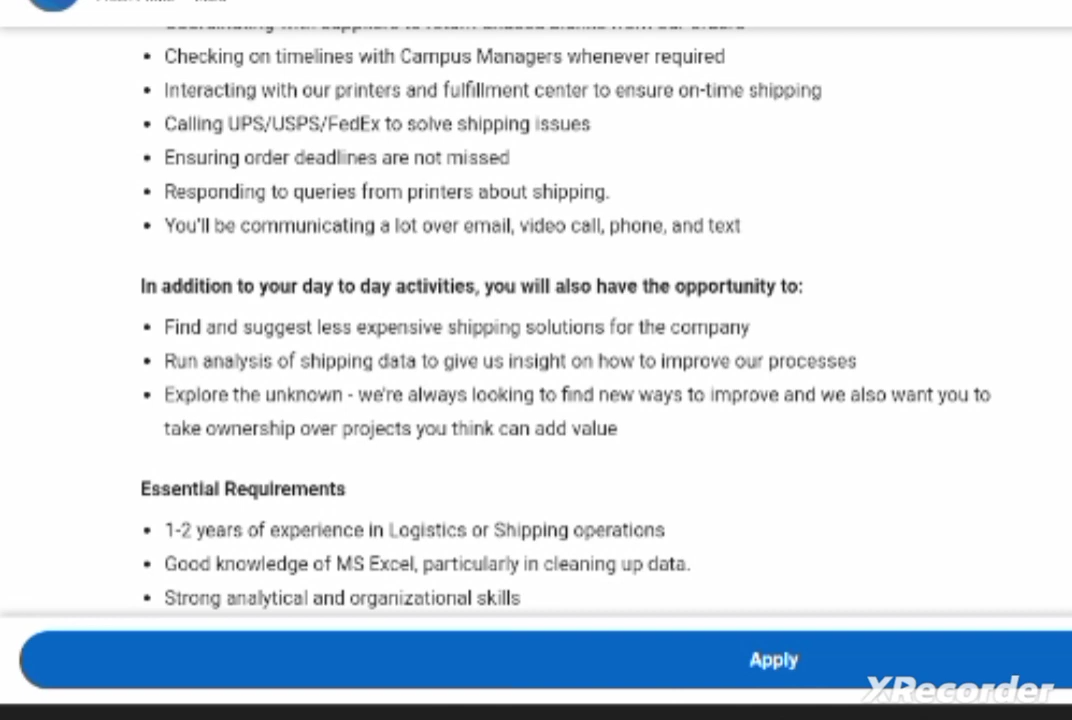 Checking on timelines with Campus Managers whenever required
Interacting with our printers and fulfillment center to ensure on-time shipping
Calling UPS/USPS/FedEx to solve shipping issues
Ensuring order deadlines are not missed
Responding to queries from printers about shipping.
You'll be communicating a lot over email, video call, phone, and text
In addition to your day to day activities, you will also have the opportunity to:
Find and suggest less expensive shipping solutions for the company
Run analysis of shipping data to give us insight on how to improve our processes
Explore the unknown - we're always looking to find new ways to improve and we also want you to
take ownership over projects you think can add value
Essential Requirements
1-2 years of experience in Logistics or Shipping operations
Good knowledge of MS Excel, particularly in cleaning up data.
Strong analytical and organizational skills
Apply
XRecorder